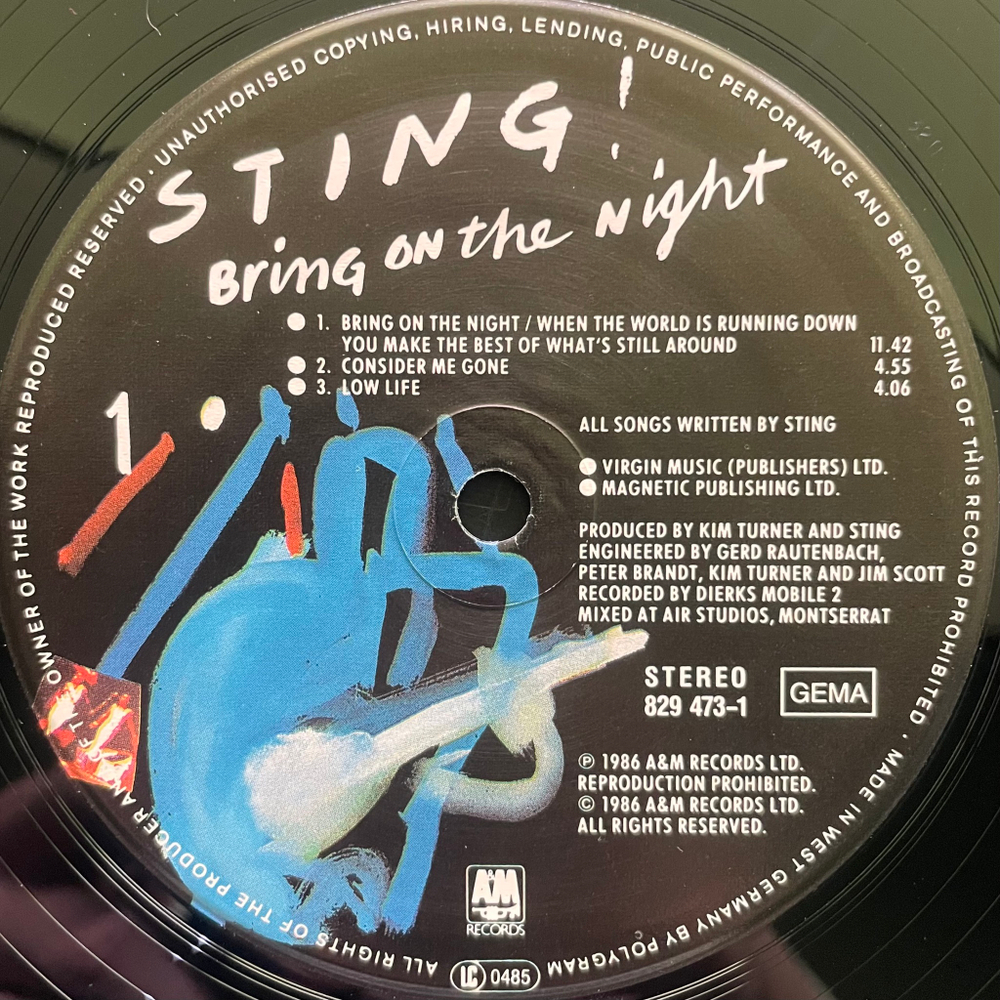 STING!
Bring on the Night
1. BRING ON THE NIGHT / WHEN THE WORLD IS RUNNING DOWN
YOU MAKE THE BEST OF WHAT'S STILL AROUND 11.42
2. CONSIDER ME GONE 4.55
3. LOW LIFE 4.06
1
ALL SONGS WRITTEN BY STING
VIRGIN MUSIC (PUBLISHERS) LTD.
MAGNETIC PUBLISHING LTD.
PRODUCED BY KIM TURNER AND STING
ENGINEERED BY GERD RAUTENBACH,
PETER BRANDT, KIM TURNER AND JIM SCOTT
RECORDED BY DIERKS MOBILE 2
MIXED AT AIR STUDIOS, MONTSERRAT
STEREO
829 473-1
GEMA
℗ 1986 A&M RECORDS LTD.
REPRODUCTION PROHIBITED.
© 1986 A&M RECORDS LTD.
ALL RIGHTS RESERVED.
A&M
RECORDS
LC 0485
ALL RIGHTS OF THE PRODUCER AN OF T OWNER OF THE WORK REPRODUCED RESERVED · UNAUTHORISED COPYING, HIRING, LENDING, PUBLIC PERFORMANCE AND BROADCASTING OF THIS RECORD PROHIBITED · MADE IN WEST GERMANY BY POLYGRAM